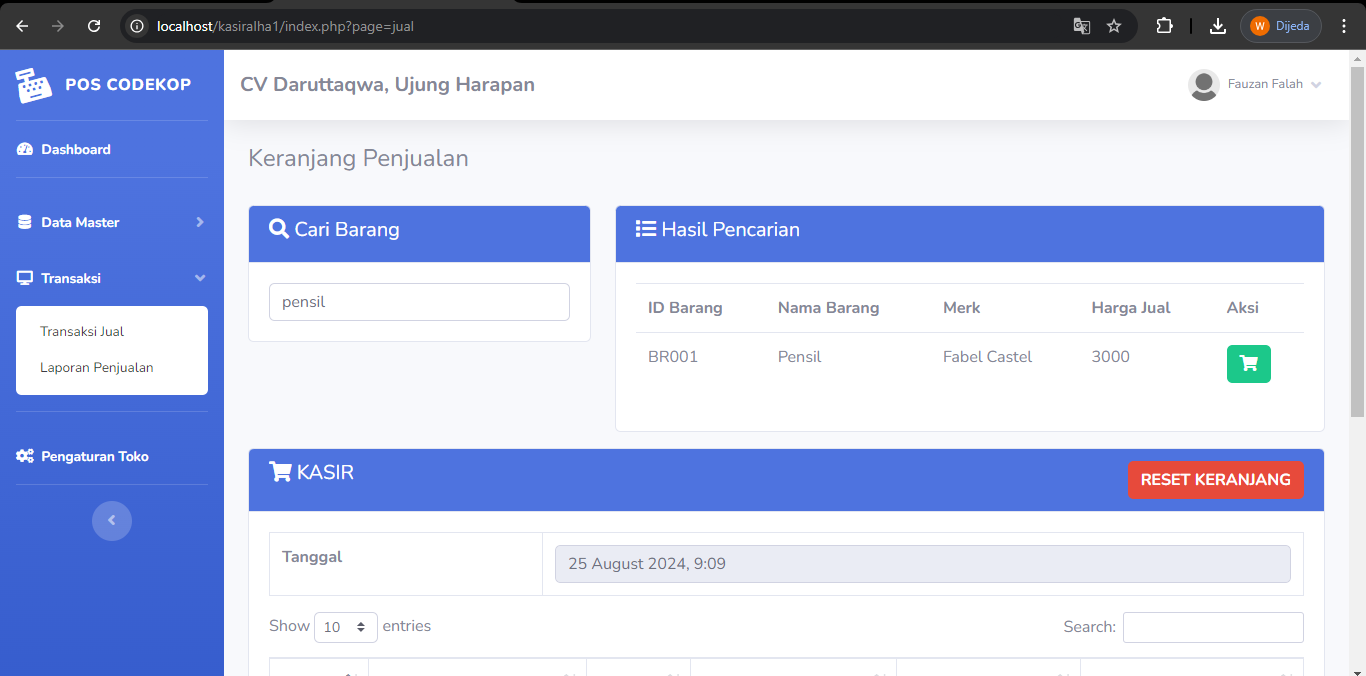 localhost/kasiralha1/index.php?page=jual
W Dijeda
POS CODEKOP
CV Daruttaqwa, Ujung Harapan
Fauzan Falah
Dashboard
Data Master
Transaksi
Transaksi Jual
Laporan Penjualan
Pengaturan Toko
Keranjang Penjualan
Cari Barang
pensil
Hasil Pencarian
ID Barang Nama Barang Merk Harga Jual Aksi
BR001 Pensil Fabel Castel 3000
KASIR
RESET KERANJANG
Tanggal 25 August 2024, 9:09
Show 10 entries Search: